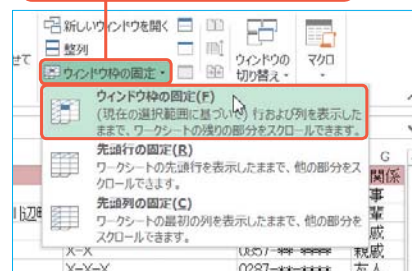 新しいウィンドウを開く
整列
せて
ウィンドウ枠の固定
ウィンドウの
切り替え
マクロ
ウィンドウ枠の固定(F)
(現在の選択範囲に基づいて) 行および列を表示した
ままで、ワークシートの残りの部分をスクロールできます。
先頭行の固定(R)
ワークシートの先頭行を表示したままで、他の部分をス
クロールできます。
先頭列の固定(C)
ワークシートの最初の列を表示したままで、他の部分を
スクロールできます。
G
関係
事
輩
戚
X-X
0857-**-****
親戚
X-X-X
0287-**-****
友人